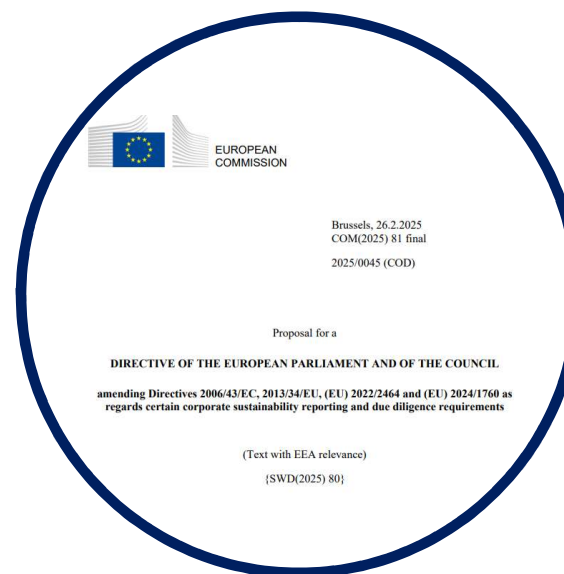 EUROPEAN
COMMISSION
Brussels, 26.2.2025
COM(2025) 81 final
2025/0045 (COD)
Proposal for a
DIRECTIVE OF THE EUROPEAN PARLIAMENT AND OF THE COUNCIL
amending Directives 2006/43/EC, 2013/34/EU, (EU) 2022/2464 and (EU) 2024/1760 as
regards certain corporate sustainability reporting and due diligence requirements
(Text with EEA relevance)
{SWD(2025) 80}